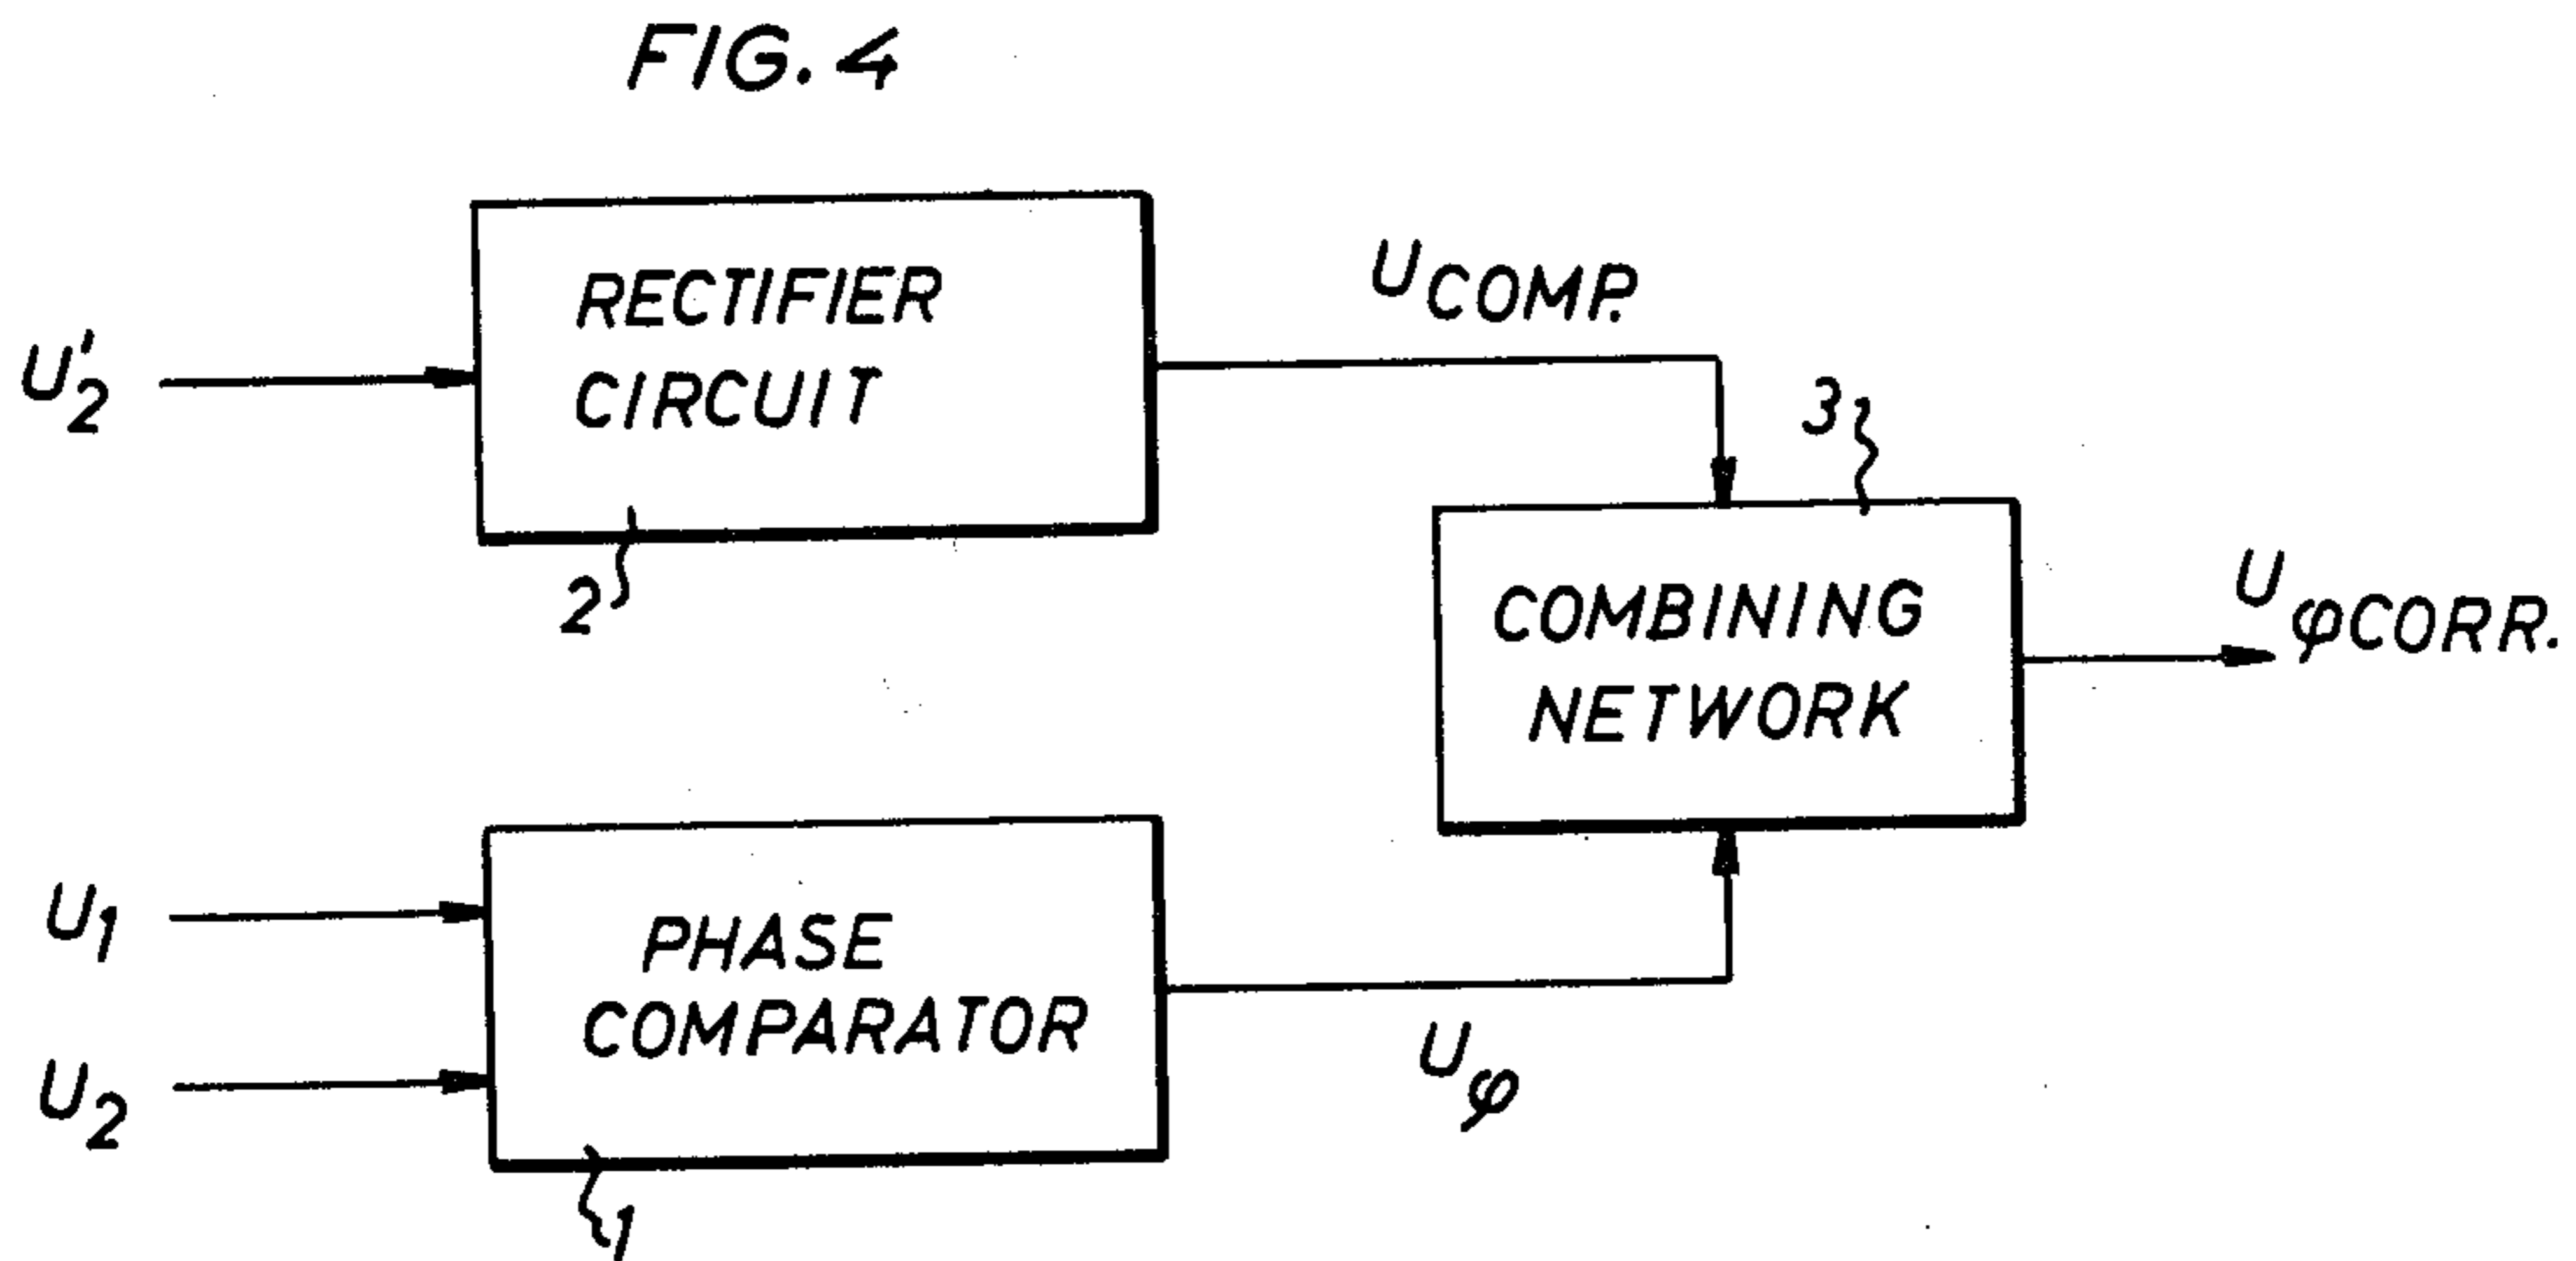 FIG. 4
RECTIFIER
CIRCUIT
U'2
UCOMP.
3
2
COMBINING
NETWORK
UφCORR.
U1
PHASE
COMPARATOR
U2
Uφ
1